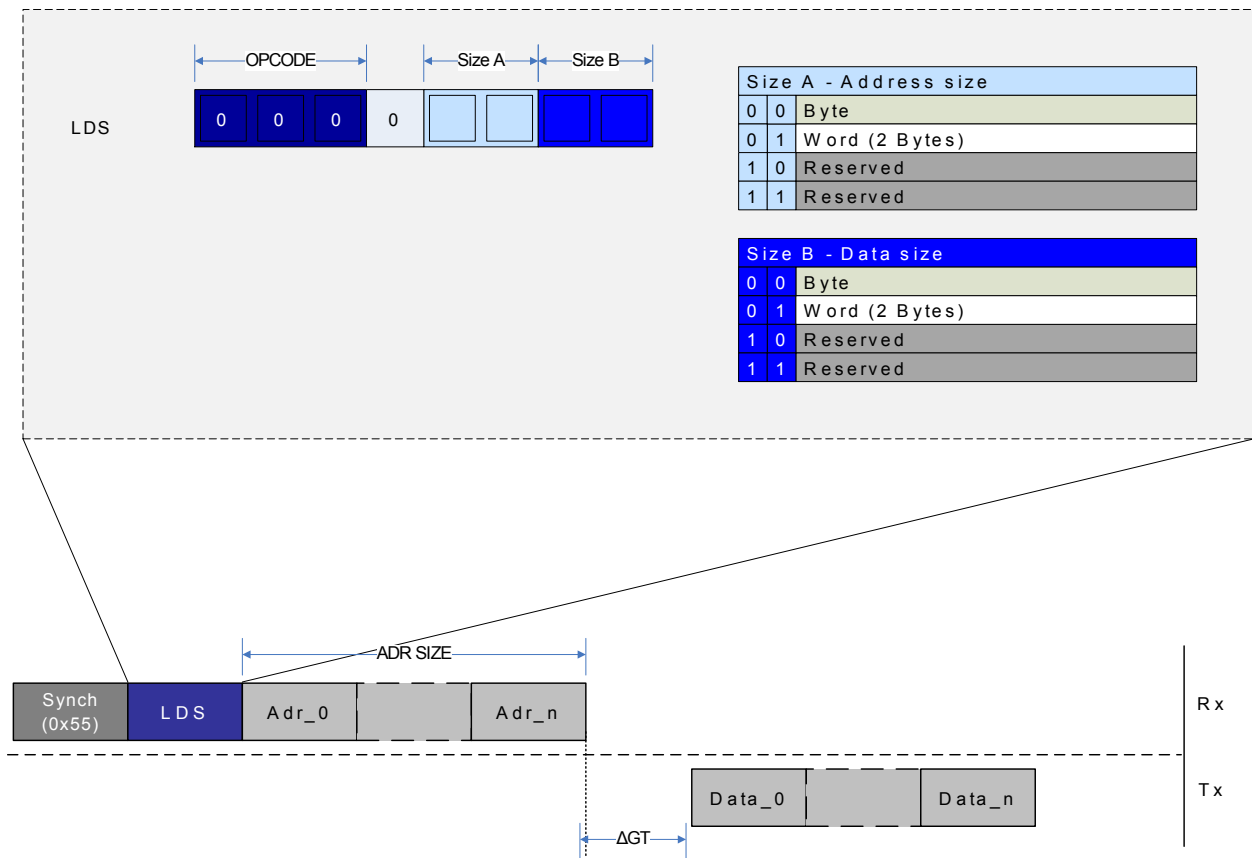 OPCODE Size A Size B
LDS 0 0 0 0
Size A - Address size
0 0 Byte
0 1 Word (2 Bytes)
1 0 Reserved
1 1 Reserved
Size B - Data size
0 0 Byte
0 1 Word (2 Bytes)
1 0 Reserved
1 1 Reserved
ADR SIZE
Synch
(0x55)
LDS Adr_0 Adr_n Rx
Data_0 Data_n Tx
ΔGT